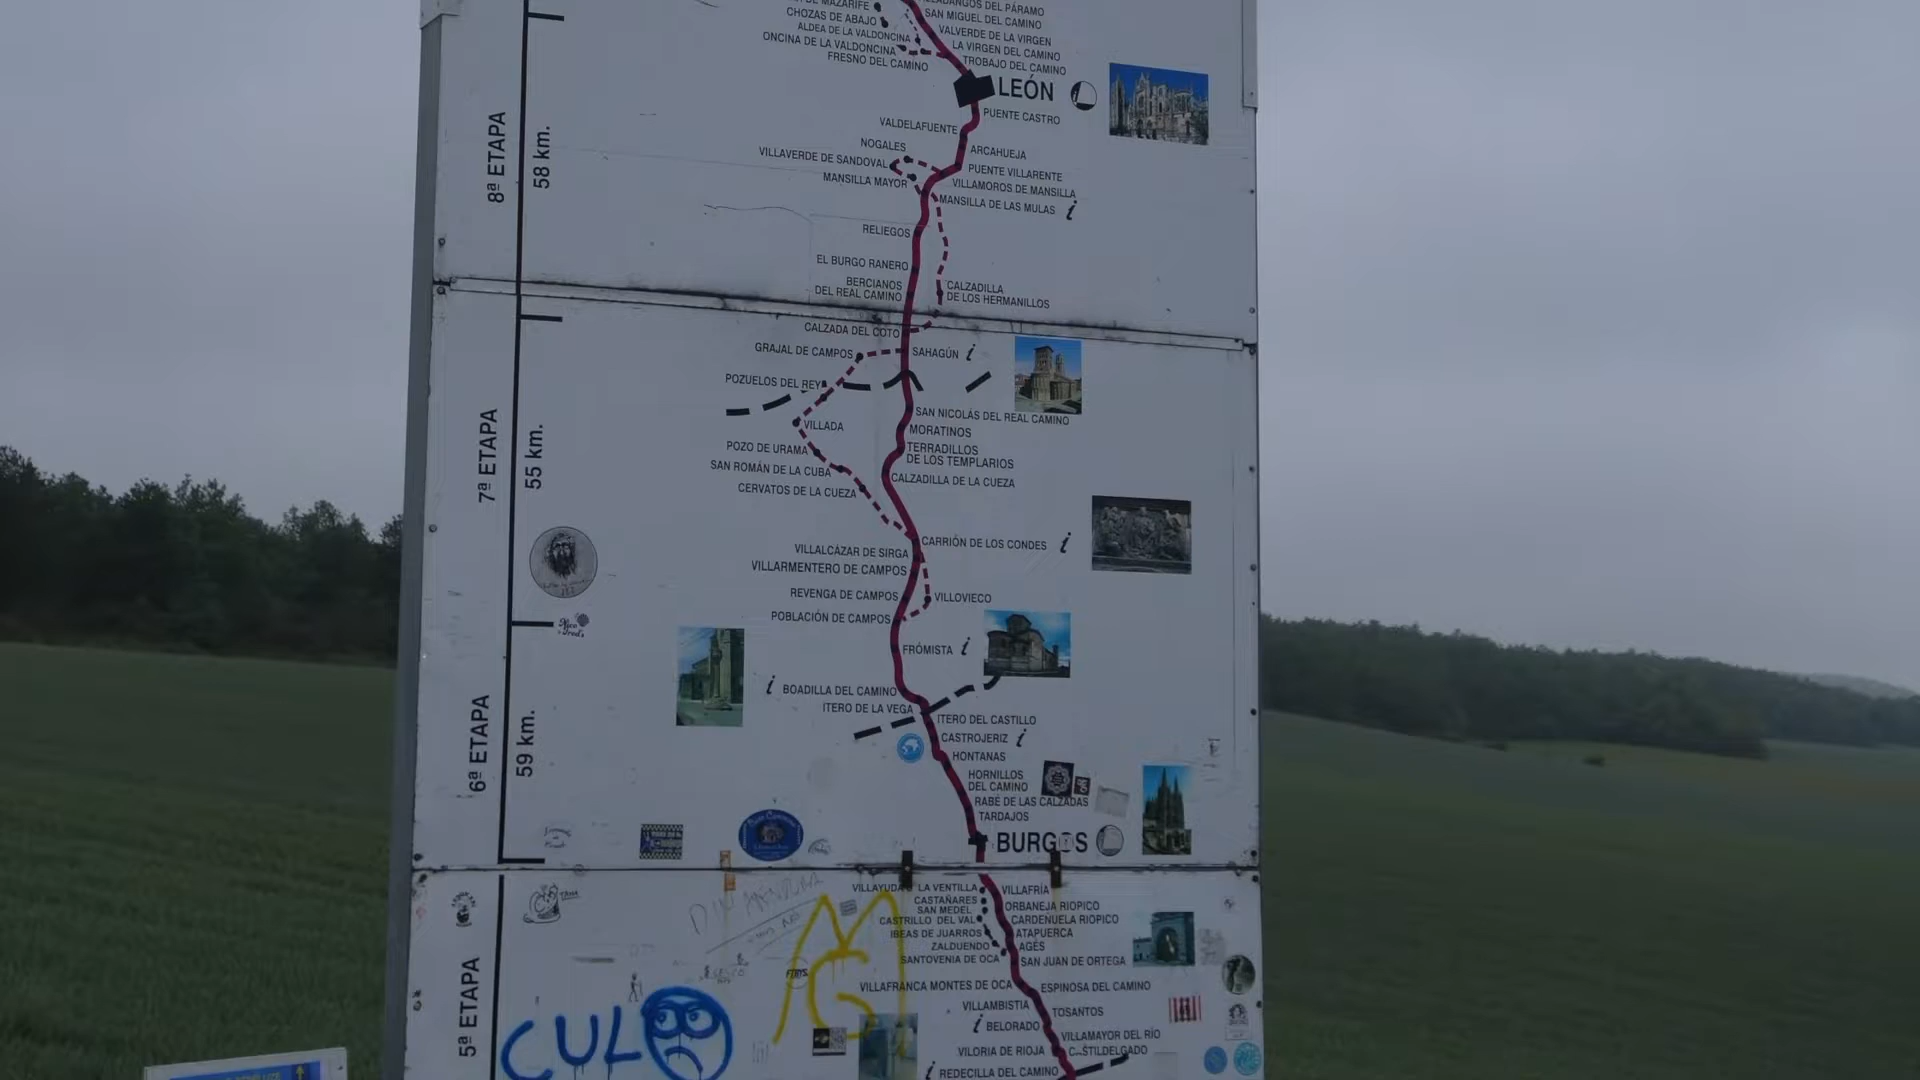 MAZARIFE
VILLADANGOS DEL PÁRAMO
CHOZAS DE ABAJO
SAN MIGUEL DEL CAMINO
ALDEA DE LA VALDONCINA
VALVERDE DE LA VIRGEN
ONCINA DE LA VALDONCINA
LA VIRGEN DEL CAMINO
FRESNO DEL CAMINO
TROBAJO DEL CAMINO
LEÓN
PUENTE CASTRO
VALDELAFUENTE
8ª ETAPA
58 km.
NOGALES
ARCAHUEJA
VILLAVERDE DE SANDOVAL
PUENTE VILLARENTE
MANSILLA MAYOR
VILLAMOROS DE MANSILLA
MANSILLA DE LAS MULAS i
RELIEGOS
EL BURGO RANERO
BERCIANOS
DEL REAL CAMINO
CALZADILLA
DE LOS HERMANILLOS
CALZADA DEL COTO
GRAJAL DE CAMPOS
SAHAGÚN i
POZUELOS DEL REY
SAN NICOLÁS DEL REAL CAMINO
VILLADA
MORATINOS
7ª ETAPA
55 km.
POZO DE URAMA
TERRADILLOS
DE LOS TEMPLARIOS
SAN ROMÁN DE LA CUBA
CALZADILLA DE LA CUEZA
CERVATOS DE LA CUEZA
CARRIÓN DE LOS CONDES i
VILLALCÁZAR DE SIRGA
VILLARMENTERO DE CAMPOS
REVENGA DE CAMPOS
VILLOVIECO
POBLACIÓN DE CAMPOS
FRÓMISTA i
i BOADILLA DEL CAMINO
ITERO DE LA VEGA
ITERO DEL CASTILLO
6ª ETAPA
59 km.
CASTROJERIZ i
HONTANAS
HORNILLOS
DEL CAMINO
RABÉ DE LAS CALZADAS
TARDAJOS
BURGOS
VILLAYUDA
LA VENTILLA
VILLAFRÍA
CASTAÑARES
ORBANEJA RIOPICO
SAN MEDEL
CASTRILLO DEL VAL
CARDEÑUELA RIOPICO
IBEAS DE JUARROS
ATAPUERCA
ZALDUENDO
AGÉS
SANTOVENIA DE OCA
SAN JUAN DE ORTEGA
5ª ETAPA
VILLAFRANCA MONTES DE OCA
ESPINOSA DEL CAMINO
VILLAMBISTIA
TOSANTOS
i BELORADO
VILLAMAYOR DEL RÍO
VILORIA DE RIOJA
CASTILDELGADO
i REDECILLA DEL CAMINO
CULO